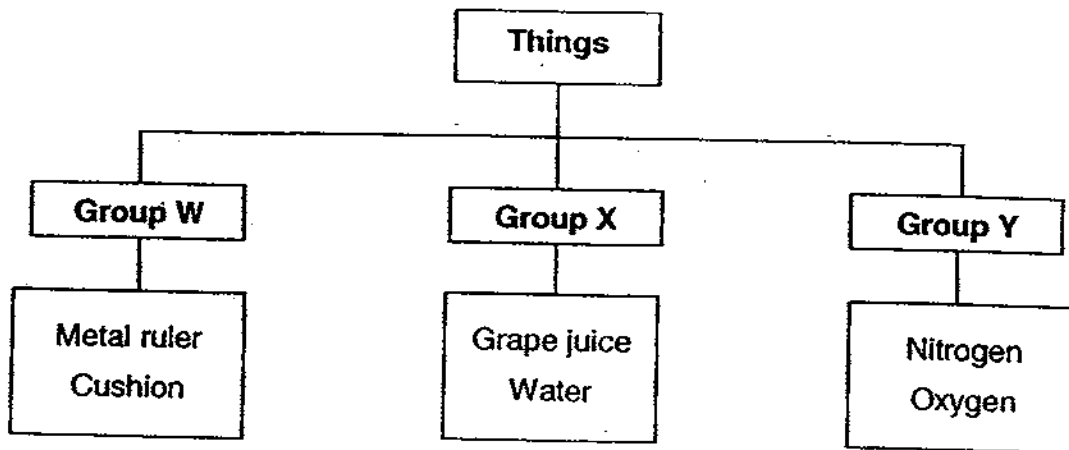 Things
Group W
Group X
Group Y
Metal ruler
Cushion
Grape juice
Water
Nitrogen
Oxygen